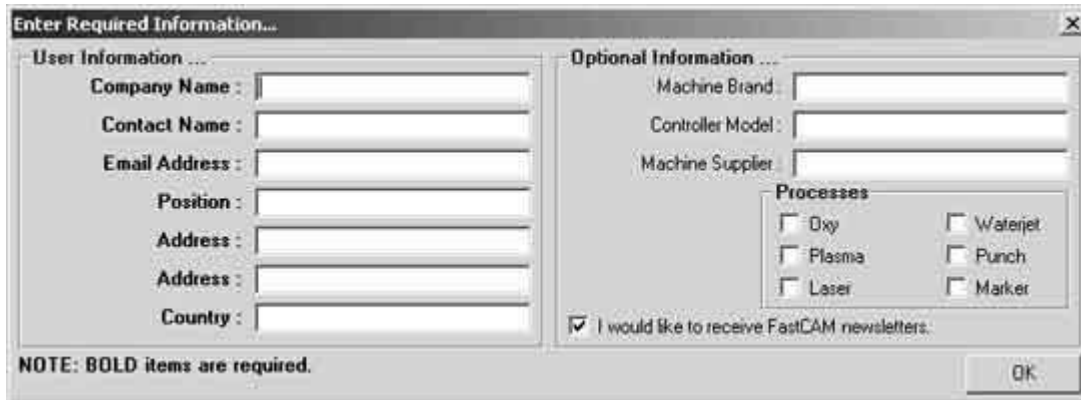 Enter Required Information...
User Information ...
Company Name :
Contact Name :
Email Address :
Position :
Address :
Address :
Country :
Optional Information ...
Machine Brand :
Controller Model :
Machine Supplier :
Processes
Oxy
Waterjet
Plasma
Punch
Laser
Marker
I would like to receive FastCAM newsletters.
NOTE: BOLD items are required.
OK